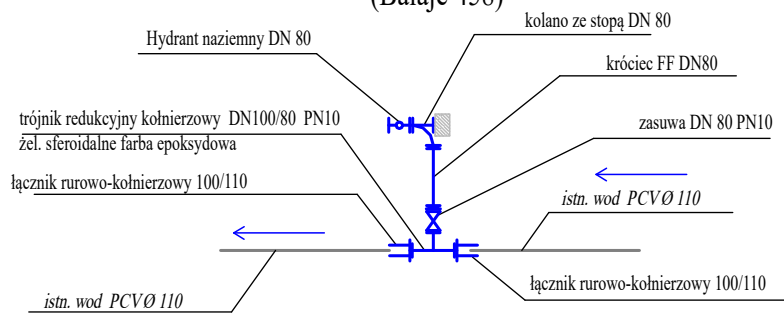 (Bałaje 456)
kolano ze stopą DN 80
Hydrant naziemny DN 80
króciec FF DN80
trójnik redukcyjny kołnierzowy DN100/80 PN10
żel. sferoidalne farba epoksydowa
zasuwa DN 80 PN10
łącznik rurowo-kołnierzowy 100/110
istn. wod PCVØ 110
łącznik rurowo-kołnierzowy 100/110
istn. wod PCVØ 110